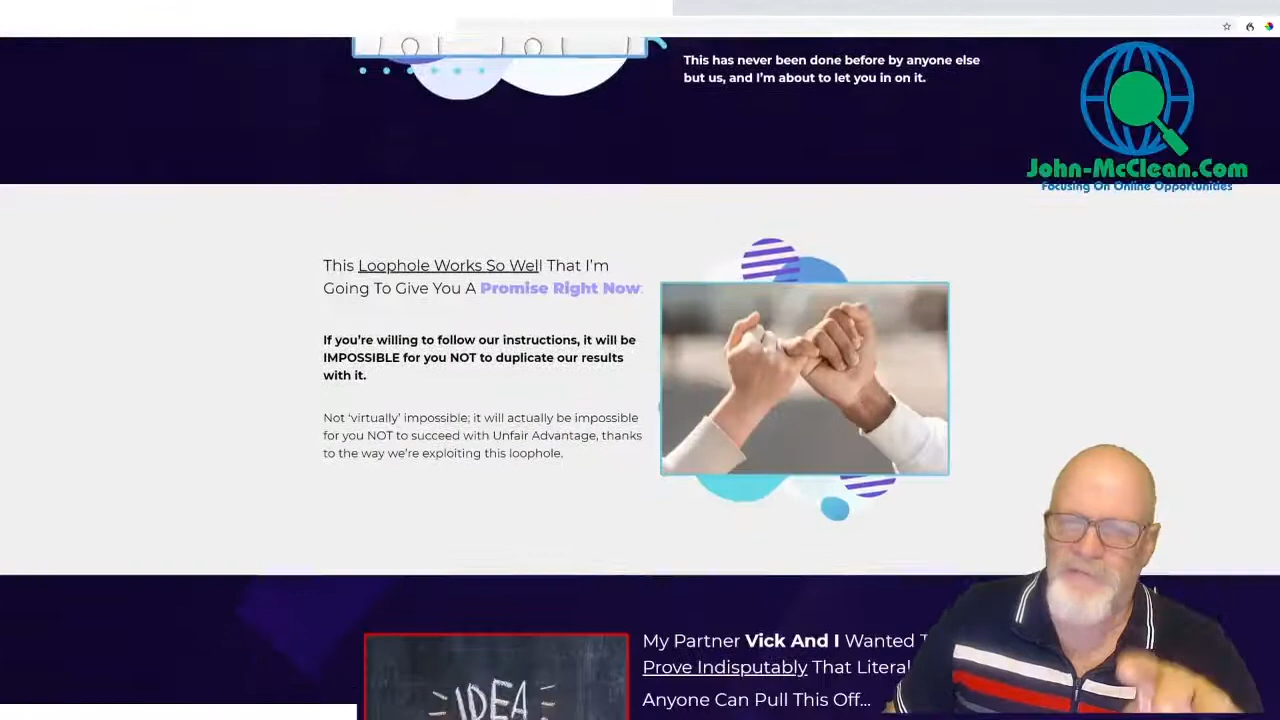 This has never been done before by anyone else
but us, and I'm about to let you in on it.
John-McClean.Com
Focusing On Online Opportunities
This Loophole Works So Well That I'm
Going To Give You A Promise Right Now:
If you're willing to follow our instructions, it will be
IMPOSSIBLE for you NOT to duplicate our results
with it.
Not 'virtually' impossible; it will actually be impossible
for you NOT to succeed with Unfair Advantage, thanks
to the way we're exploiting this loophole.
My Partner Vick And I Wanted
Prove Indisputably That
Anyone Can Pull This Off...
IDEA